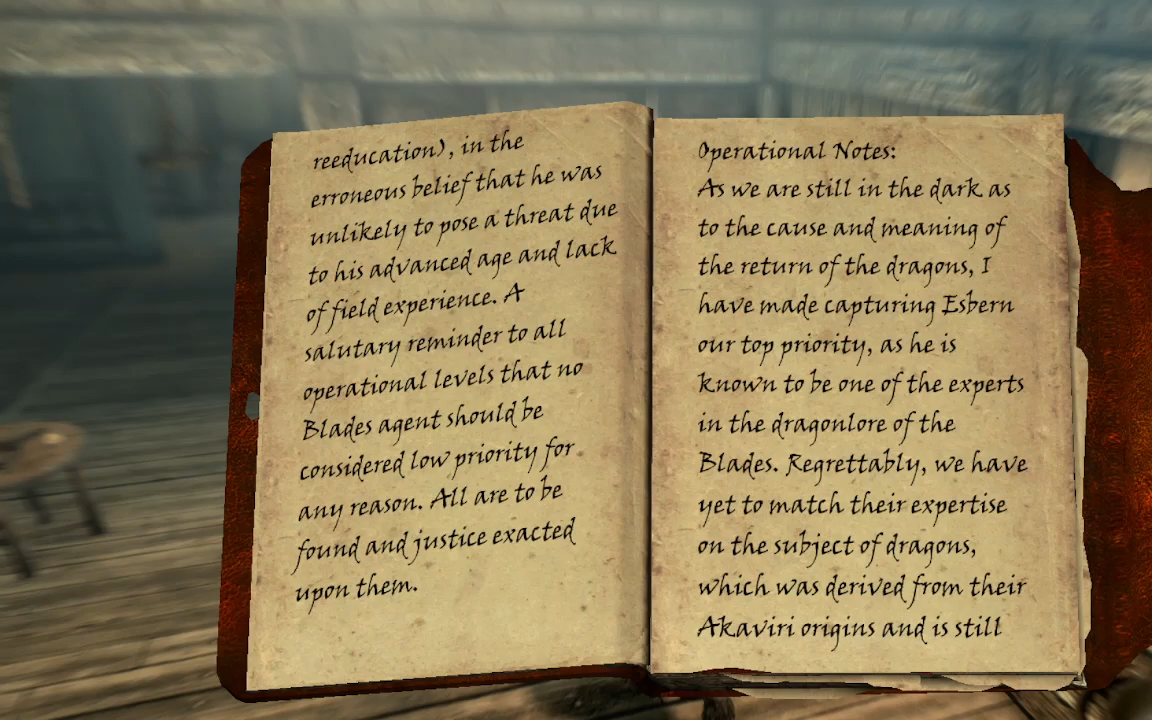 reeducation), in the
erroneous belief that he was
unlikely to pose a threat due
to his advanced age and lack
of field experience. A
salutary reminder to all
operational levels that no
Blades agent should be
considered low priority for
any reason. All are to be
found and justice exacted
upon them.
Operational Notes:
As we are still in the dark as
to the cause and meaning of
the return of the dragons, I
have made capturing Esbern
our top priority, as he is
known to be one of the experts
in the dragonlore of the
Blades. Regrettably, we have
yet to match their expertise
on the subject of dragons,
which was derived from their
Akaviri origins and is still